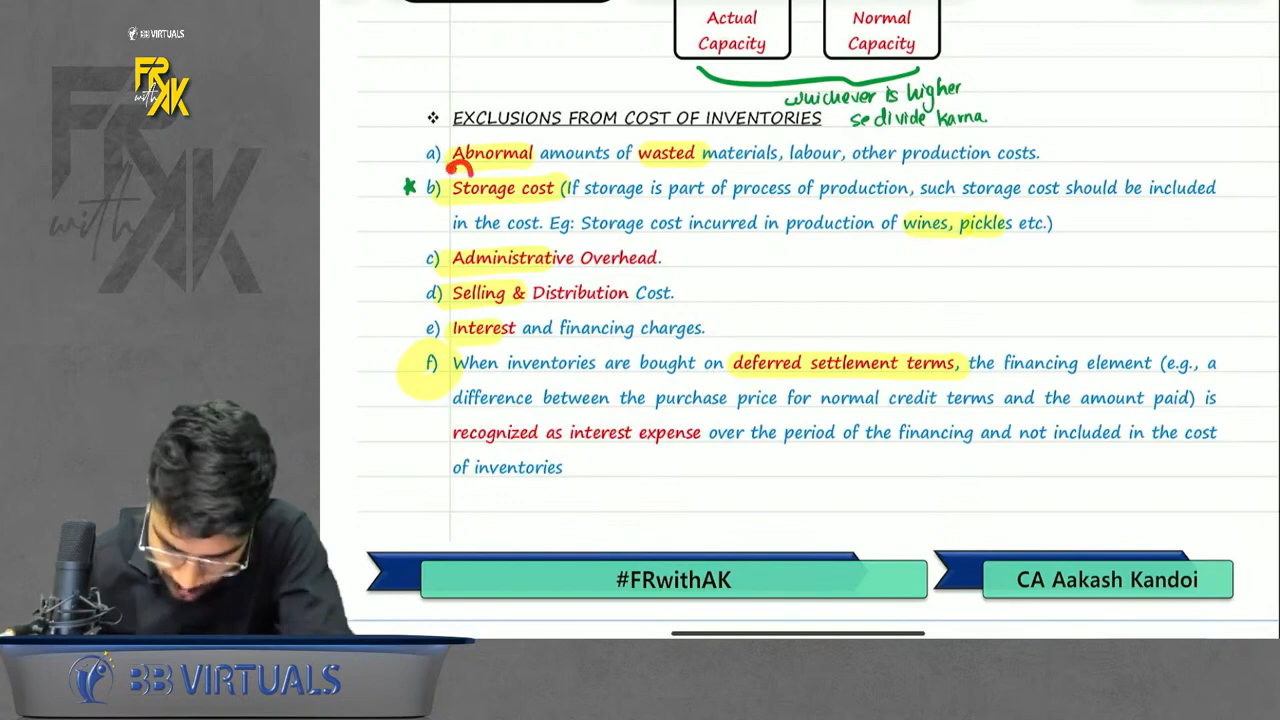 BB VIRTUALS
FR
with
AK
FR
with
AK
Actual
Capacity
Normal
Capacity
whichever is higher
se divide karna.
❖ EXCLUSIONS FROM COST OF INVENTORIES
a) Abnormal amounts of wasted materials, labour, other production costs.
* b) Storage cost (If storage is part of process of production, such storage cost should be included
in the cost. Eg: Storage cost incurred in production of wines, pickles etc.)
c) Administrative Overhead.
d) Selling & Distribution Cost.
e) Interest and financing charges.
f) When inventories are bought on deferred settlement terms, the financing element (e.g., a
difference between the purchase price for normal credit terms and the amount paid) is
recognized as interest expense over the period of the financing and not included in the cost
of inventories
#FRwithAK
CA Aakash Kandoi
BB VIRTUALS